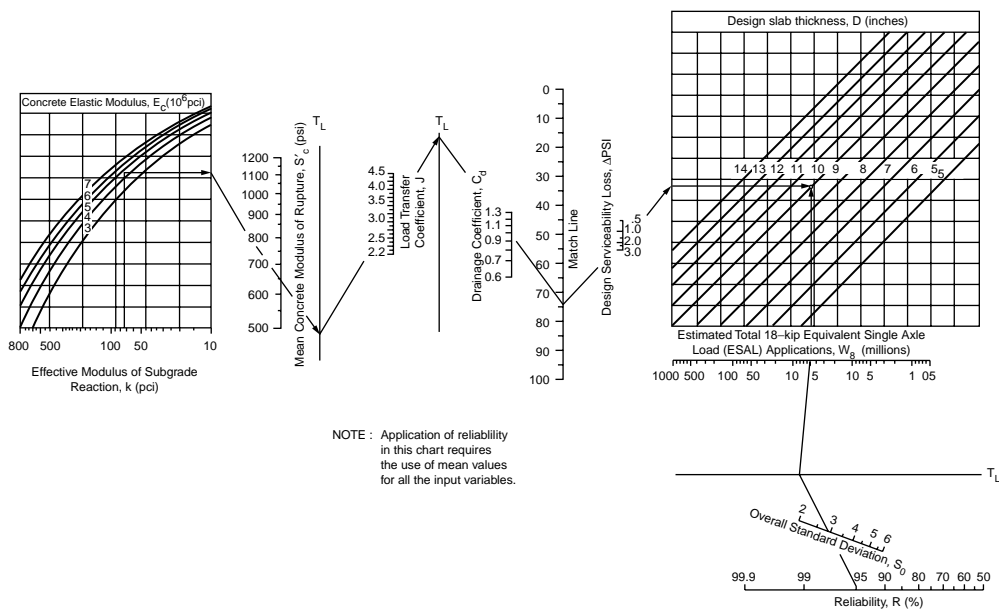 Design slab thickness, D (inches)
14 13 12 11 10 9 8 7 6 5 5
Concrete Elastic Modulus, Ec(10⁶pci)
7
6
5
4
3
800 500 100 50 10
Effective Modulus of Subgrade
Reaction, k (pci)
Mean Concrete Modulus of Rupture, S'c (psi)
1200
1100
1000
900
800
700
600
500
TL
Load Transfer
Coefficient, J
4.5
4.0
3.5
3.0
2.5
2.2
TL
Drainage Coefficient, Cd
1.3
1.1
0.9
0.7
0.6
Match Line
0
10
20
30
40
50
60
70
80
90
100
Design Serviceability Loss, ΔPSI
.5
1.0
2.0
3.0
Estimated Total 18–kip Equivalent Single Axle
Load (ESAL) Applications, W8 (millions)
1000 500 100 50 10 5 10 5 1 05
NOTE : Application of reliablility
in this chart requires
the use of mean values
for all the input variables.
TL
2 3 4 5 6
Overall Standard Deviation, S0
99.9 99 95 90 80 70 60 50
Reliability, R (%)